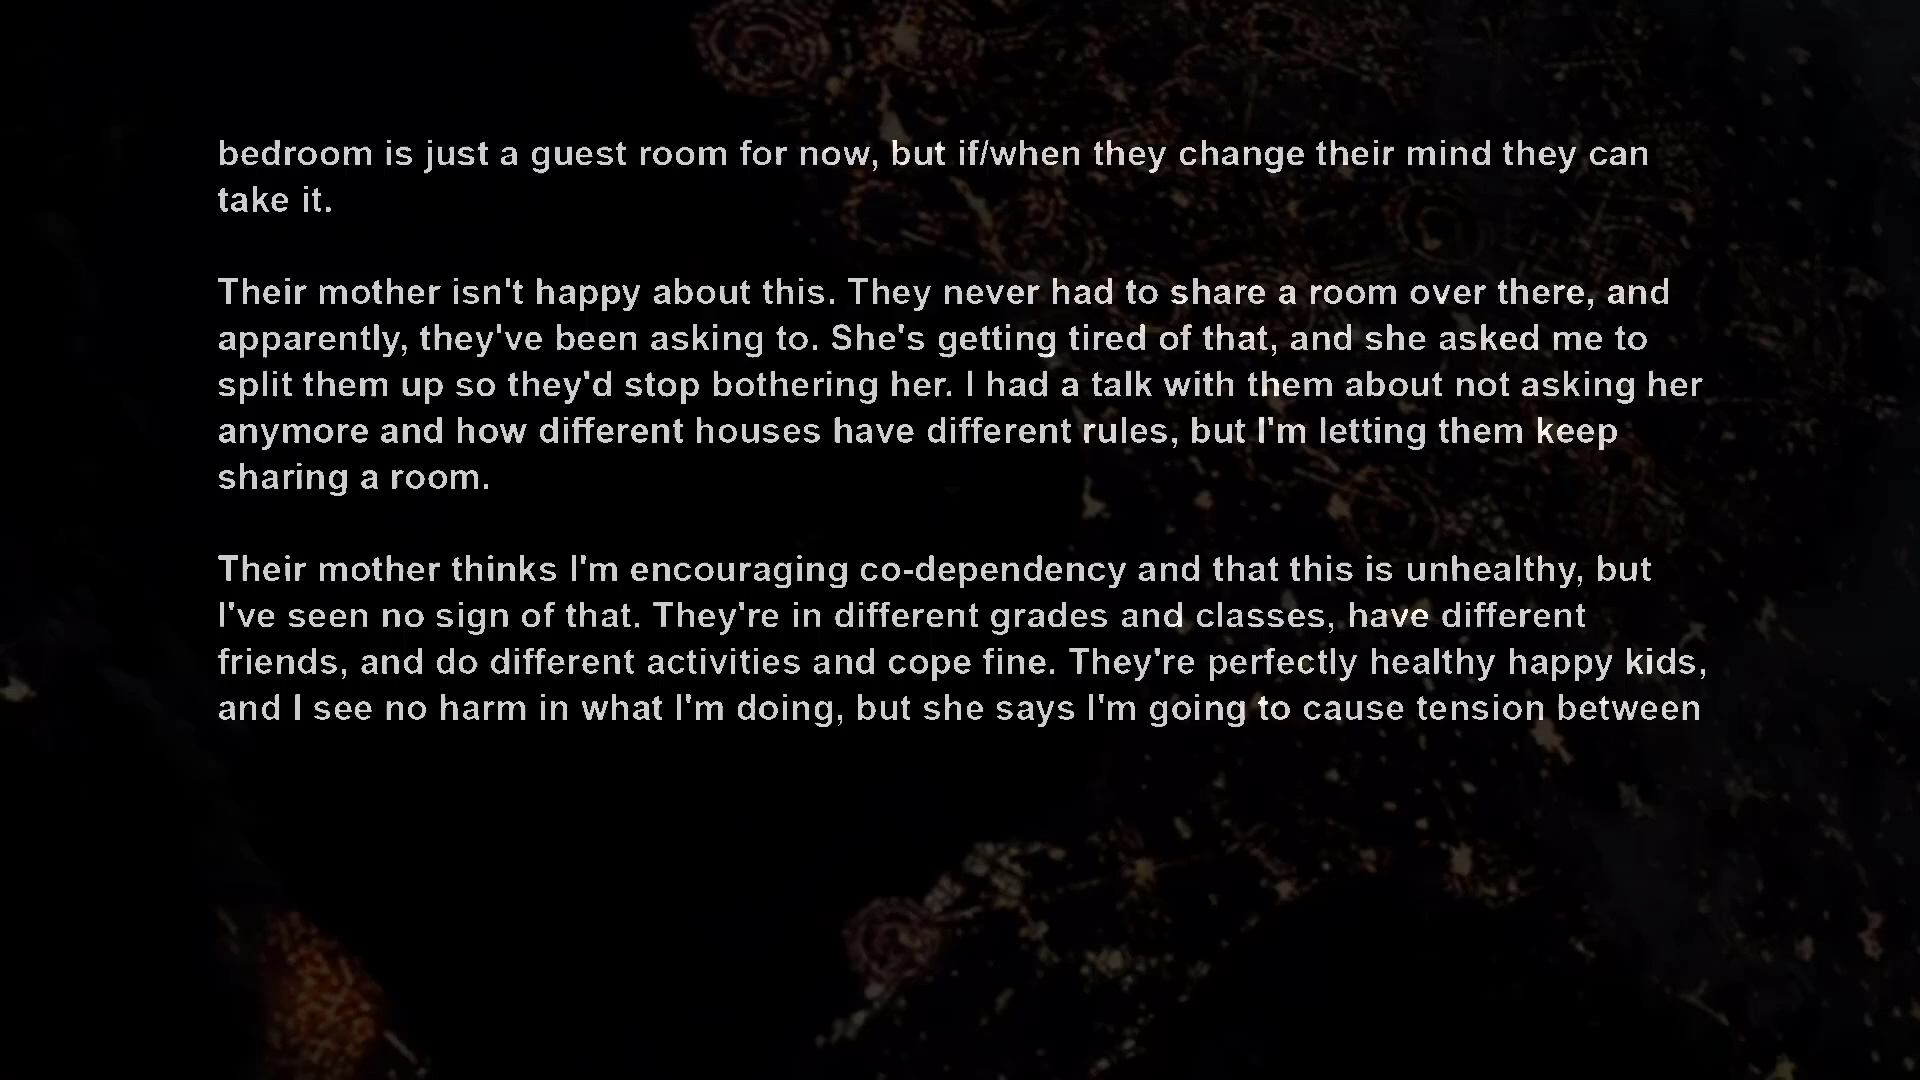 bedroom is just a guest room for now, but if/when they change their mind they can
take it.
Their mother isn't happy about this. They never had to share a room over there, and
apparently, they've been asking to. She's getting tired of that, and she asked me to
split them up so they'd stop bothering her. I had a talk with them about not asking her
anymore and how different houses have different rules, but I'm letting them keep
sharing a room.
Their mother thinks I'm encouraging co-dependency and that this is unhealthy, but
I've seen no sign of that. They're in different grades and classes, have different
friends, and do different activities and cope fine. They're perfectly healthy happy kids,
and I see no harm in what I'm doing, but she says I'm going to cause tension between